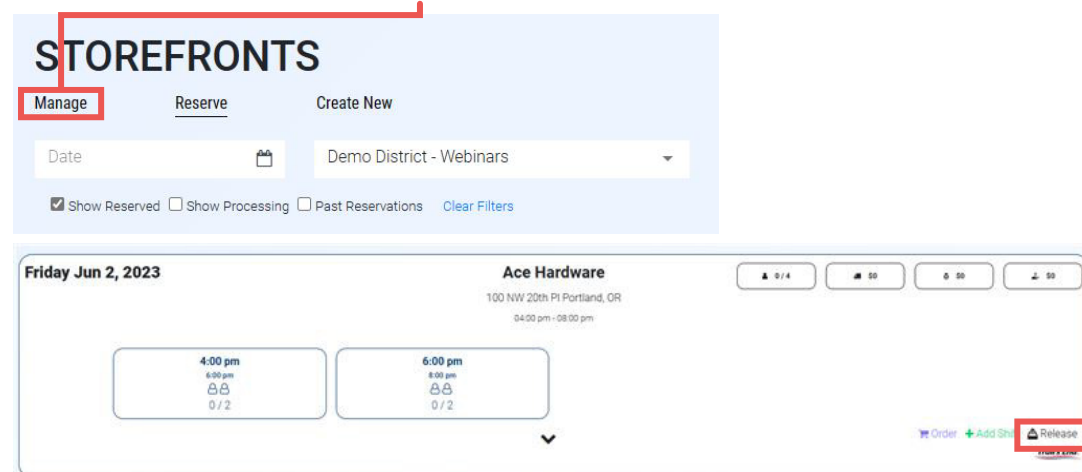 STOREFRONTS
Manage Reserve Create New
Date Demo District - Webinars
Show Reserved Show Processing Past Reservations Clear Filters
Friday Jun 2, 2023 Ace Hardware 0 / 4 $0 $0 $0
100 NW 20th Pl Portland, OR
04:00 pm - 08:00 pm
4:00 pm 6:00 pm
6:00 pm 8:00 pm
0 / 2 0 / 2
Order Add Release